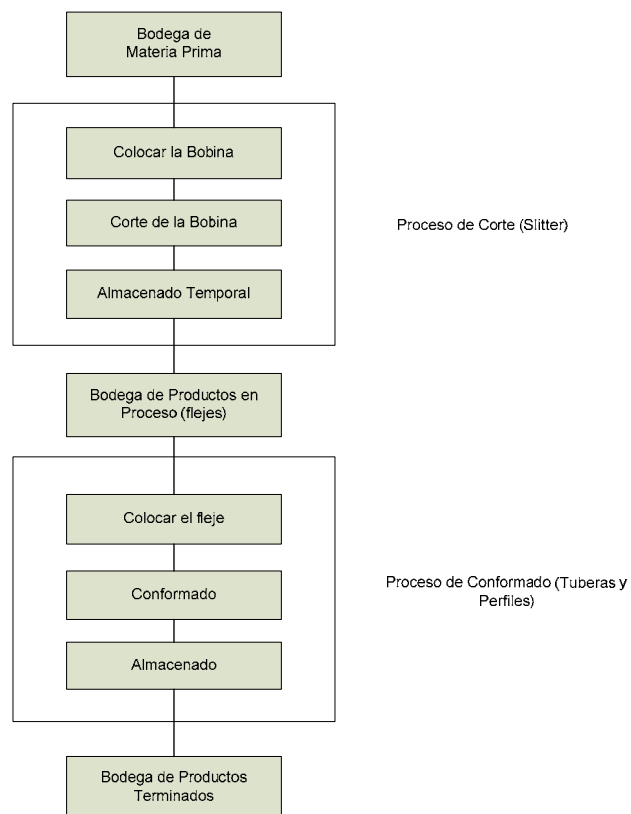 Bodega de
Materia Prima
Colocar la Bobina
Corte de la Bobina
Proceso de Corte (Slitter)
Almacenado Temporal
Bodega de Productos en
Proceso (flejes)
Colocar el fleje
Conformado
Proceso de Conformado (Tuberas y
Perfiles)
Almacenado
Bodega de Productos
Terminados